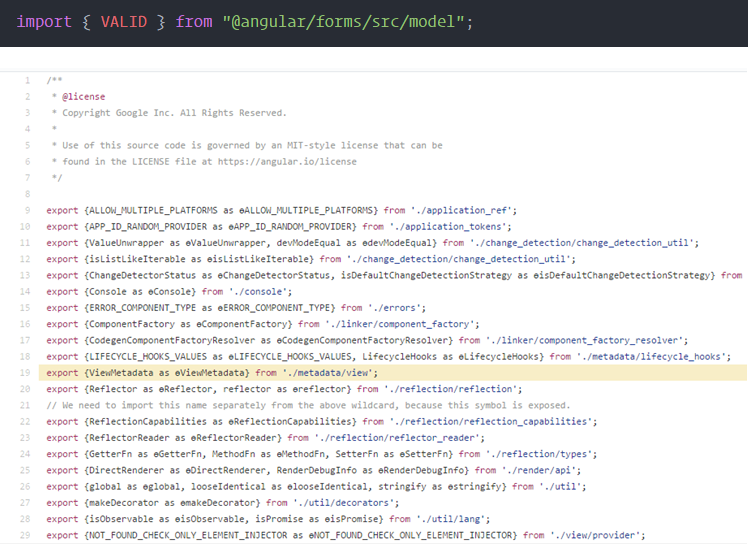 import { VALID } from "@angular/forms/src/model";
1 /**
2 * @license
3 * Copyright Google Inc. All Rights Reserved.
4 *
5 * Use of this source code is governed by an MIT-style license that can be
6 * found in the LICENSE file at https://angular.io/license
7 */
8
9 export {ALLOW_MULTIPLE_PLATFORMS as ɵALLOW_MULTIPLE_PLATFORMS} from './application_ref';
10 export {APP_ID_RANDOM_PROVIDER as ɵAPP_ID_RANDOM_PROVIDER} from './application_tokens';
11 export {ValueUnwrapper as ɵValueUnwrapper, devModeEqual as ɵdevModeEqual} from './change_detection/change_detection_util';
12 export {isListLikeIterable as ɵisListLikeIterable} from './change_detection/change_detection_util';
13 export {ChangeDetectorStatus as ɵChangeDetectorStatus, isDefaultChangeDetectionStrategy as ɵisDefaultChangeDetectionStrategy} from
14 export {Console as ɵConsole} from './console';
15 export {ERROR_COMPONENT_TYPE as ɵERROR_COMPONENT_TYPE} from './errors';
16 export {ComponentFactory as ɵComponentFactory} from './linker/component_factory';
17 export {CodegenComponentFactoryResolver as ɵCodegenComponentFactoryResolver} from './linker/component_factory_resolver';
18 export {LIFECYCLE_HOOKS_VALUES as ɵLIFECYCLE_HOOKS_VALUES, LifecycleHooks as ɵLifecycleHooks} from './metadata/lifecycle_hooks';
19 export {ViewMetadata as ɵViewMetadata} from './metadata/view';
20 export {Reflector as ɵReflector, reflector as ɵreflector} from './reflection/reflection';
21 // We need to import this name separately from the above wildcard, because this symbol is exposed.
22 export {ReflectionCapabilities as ɵReflectionCapabilities} from './reflection/reflection_capabilities';
23 export {ReflectorReader as ɵReflectorReader} from './reflection/reflector_reader';
24 export {GetterFn as ɵGetterFn, MethodFn as ɵMethodFn, SetterFn as ɵSetterFn} from './reflection/types';
25 export {DirectRenderer as ɵDirectRenderer, RenderDebugInfo as ɵRenderDebugInfo} from './render/api';
26 export {global as ɵglobal, looseIdentical as ɵlooseIdentical, stringify as ɵstringify} from './util';
27 export {makeDecorator as ɵmakeDecorator} from './util/decorators';
28 export {isObservable as ɵisObservable, isPromise as ɵisPromise} from './util/lang';
29 export {NOT_FOUND_CHECK_ONLY_ELEMENT_INJECTOR as ɵNOT_FOUND_CHECK_ONLY_ELEMENT_INJECTOR} from './view/provider';